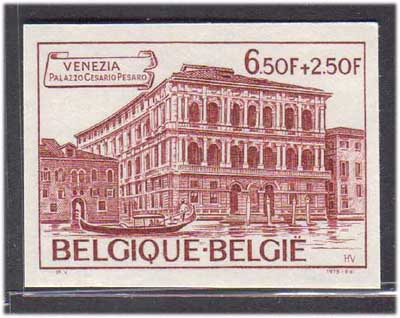 VENEZIA
PALAZZO CESARIO PESARO
6.50F+2.50F
BELGIQUE·BELGIË
HV